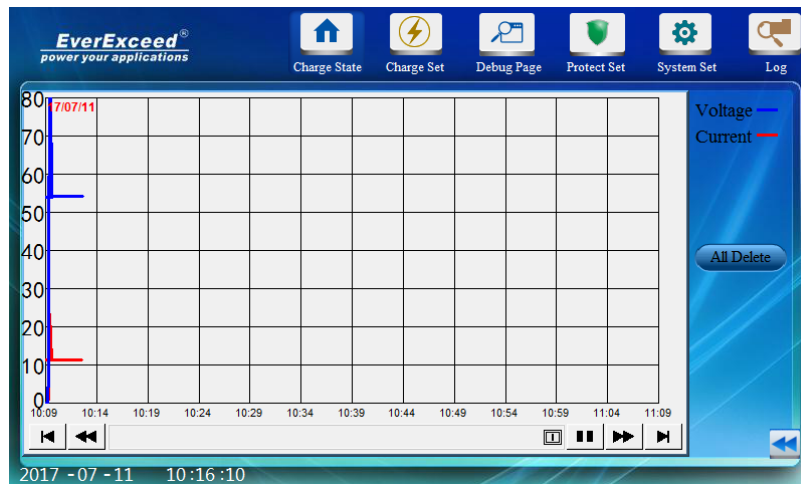 EverExceed®
power your applications
Charge State
Charge Set
Debug Page
Protect Set
System Set
Log
80
17/07/11
Voltage
70
Current
60
50
40
All Delete
30
20
10
0
10:09 10:14 10:19 10:24 10:29 10:34 10:39 10:44 10:49 10:54 10:59 11:04 11:09
2017 -07 -11 10:16:10